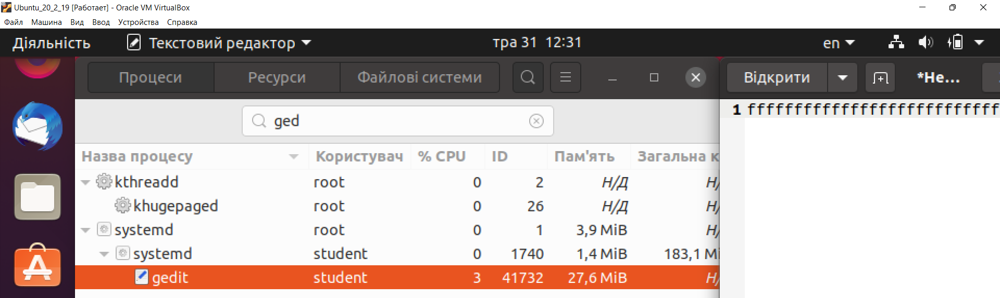 Ubuntu_20_2_19 [Работает] - Oracle VM VirtualBox
Файл Машина Вид Ввод Устройства Справка
Діяльність Текстовий редактор тра 31 12:31 en
Процеси Ресурси Файлові системи Відкрити *Не...
ged
1 fffffffffffffffffffffffffff
Назва процесу Користувач % CPU ID Пам'ять Загальна к
kthreadd root 0 2 Н/Д Н/
khugepaged root 0 26 Н/Д Н/
systemd root 0 1 3,9 MiB Н/
systemd student 0 1740 1,4 MiB 183,1 Mi
gedit student 3 41732 27,6 MiB Н/